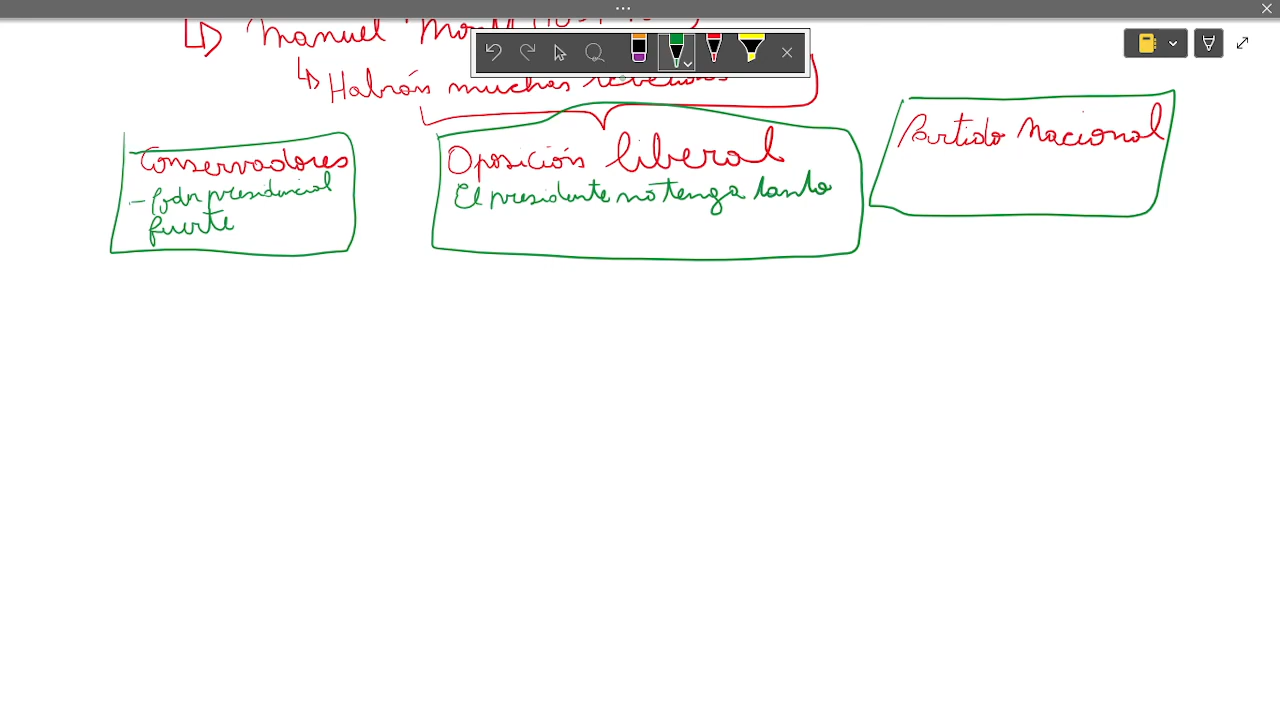 Manuel
Habrán muchas
Conservadores
- Poder presidencial
fuerte
Oposición liberal
El presidente no tenga tanto
Partido Nacional